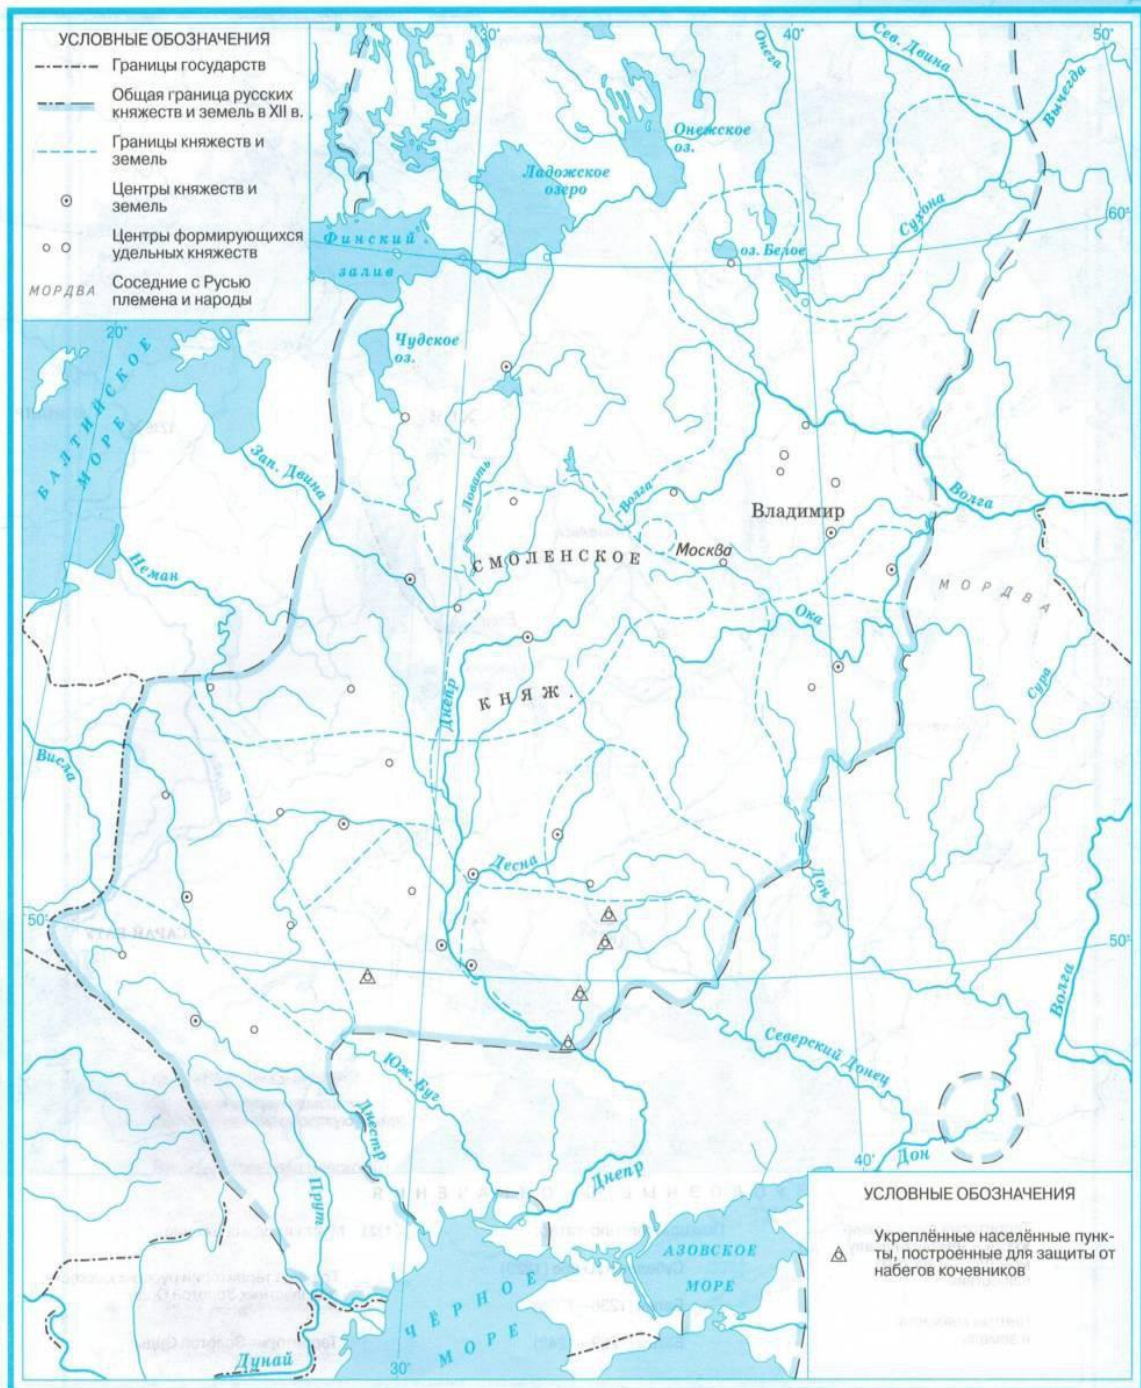 УСЛОВНЫЕ ОБОЗНАЧЕНИЯ
Границы государств
Общая граница русских
княжеств и земель в XII в.
Границы княжеств и
земель
Центры княжеств и
земель
Центры формирующихся
удельных княжеств
МОРДВА
Соседние с Русью
племена и народы
30°
40°
50°
Онега
Сев. Двина
Вычегда
Онежское
оз.
Ладожское
озеро
Сухона
60°
Финский
залив
оз. Белое
20°
Чудское
оз.
БАЛТИЙСКОЕ
МОРЕ
Зап. Двина
Ловать
Волга
Владимир
Волга
Неман
СМОЛЕНСКОЕ
Москва
МОРДВА
Ока
Сура
Днепр
КНЯЖ.
Висла
Десна
Дон
50°
50°
Волга
Северский Донец
Юж. Буг
Днестр
Прут
Днепр
40°
Дон
АЗОВСКОЕ
МОРЕ
ЧЕРНОЕ
МОРЕ
Дунай
30°
УСЛОВНЫЕ ОБОЗНАЧЕНИЯ
Укреплённые населённые пунк-
ты, построенные для защиты от
набегов кочевников